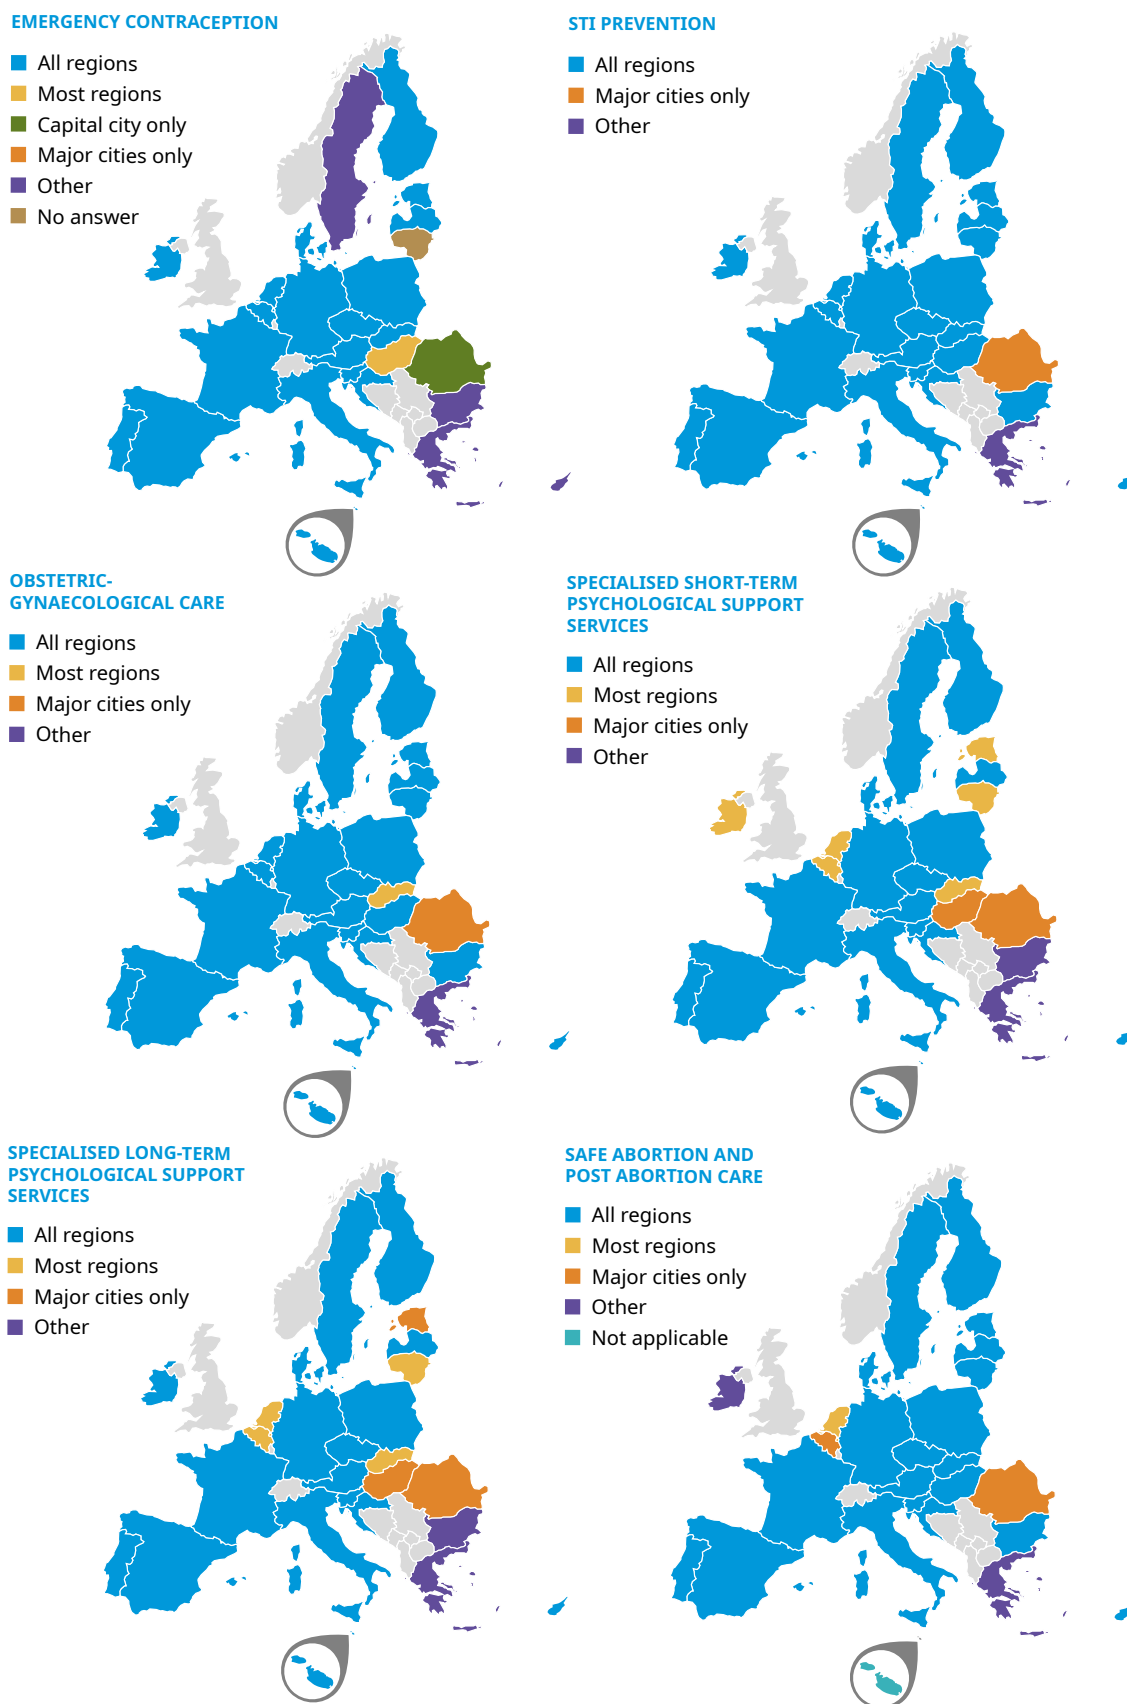 EMERGENCY CONTRACEPTION
All regions
Most regions
Capital city only
Major cities only
Other
No answer
STI PREVENTION
All regions
Major cities only
Other
OBSTETRIC-
GYNAECOLOGICAL CARE
All regions
Most regions
Major cities only
Other
SPECIALISED SHORT-TERM
PSYCHOLOGICAL SUPPORT
SERVICES
All regions
Most regions
Major cities only
Other
SPECIALISED LONG-TERM
PSYCHOLOGICAL SUPPORT
SERVICES
All regions
Most regions
Major cities only
Other
SAFE ABORTION AND
POST ABORTION CARE
All regions
Most regions
Major cities only
Other
Not applicable